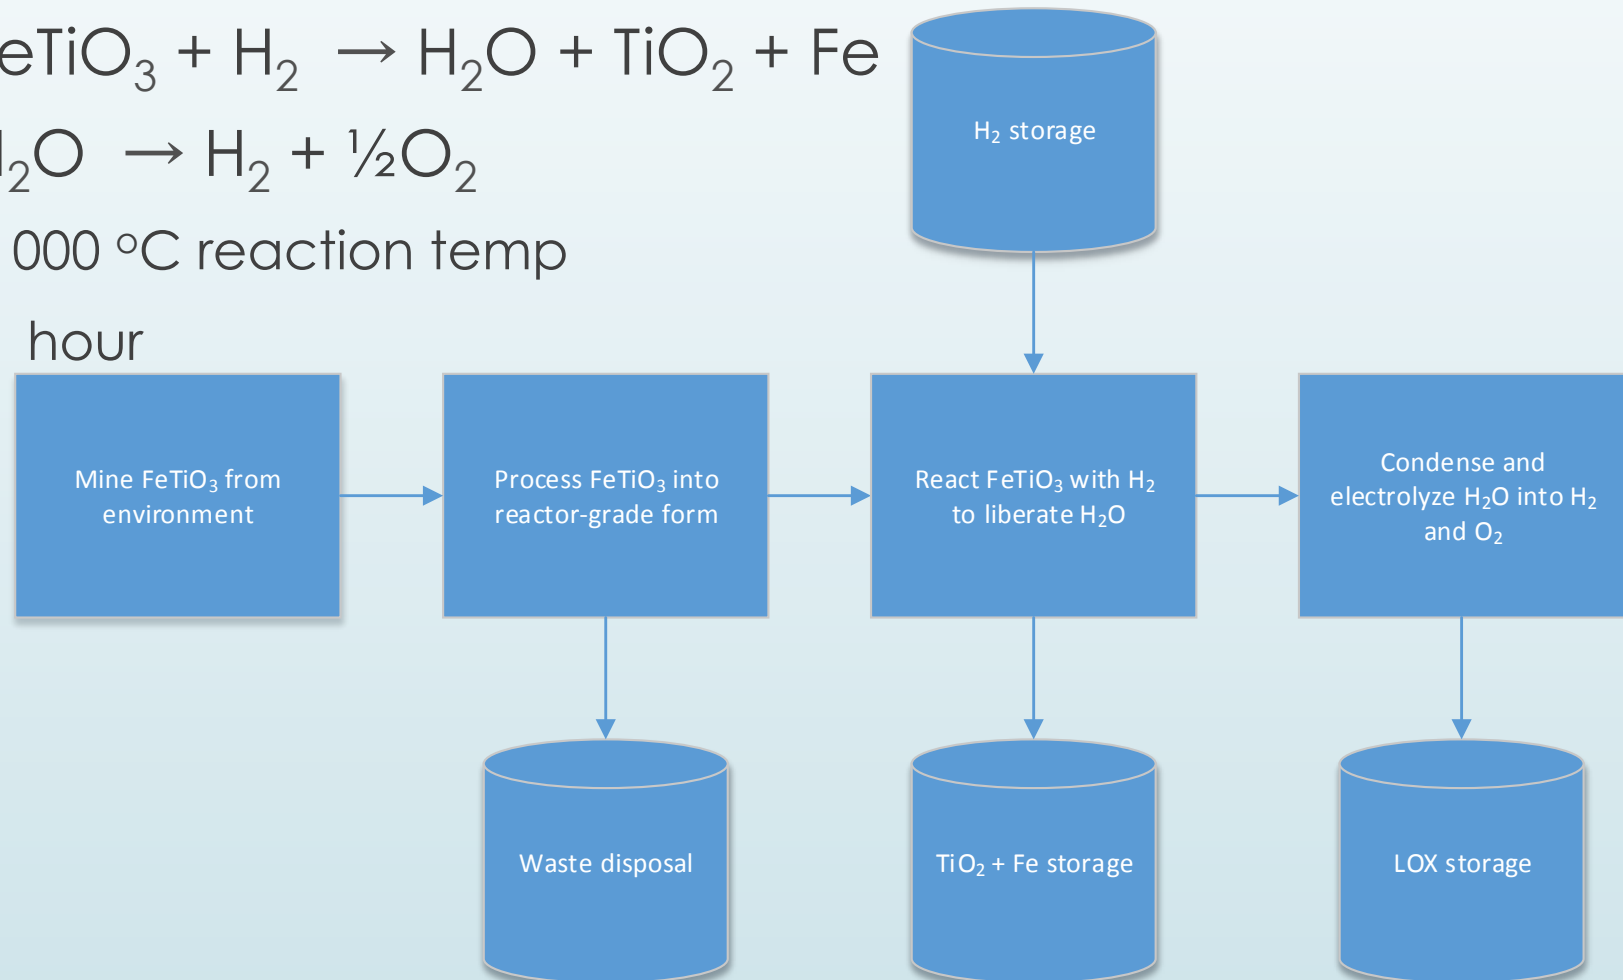 eTiO₃ + H₂ → H₂O + TiO₂ + Fe
₂O → H₂ + ½O₂
000 °C reaction temp
hour
H₂ storage
Mine FeTiO₃ from
environment
Process FeTiO₃ into
reactor-grade form
React FeTiO₃ with H₂
to liberate H₂O
Condense and
electrolyze H₂O into H₂
and O₂
Waste disposal
TiO₂ + Fe storage
LOX storage